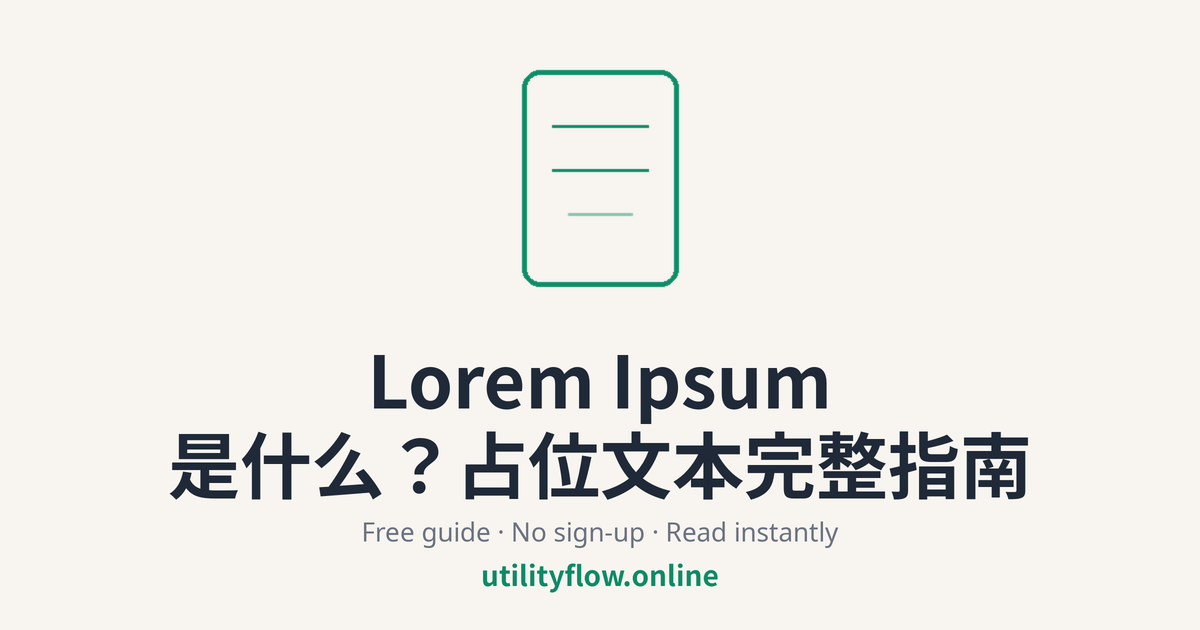 Lorem Ipsum
是什么？占位文本完整指南
Free guide · No sign-up · Read instantly
utilityflow.online